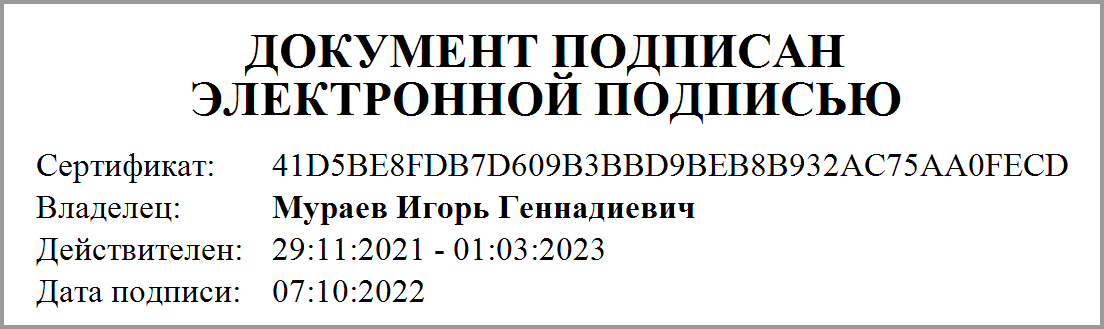 ДОКУМЕНТ ПОДПИСАН
ЭЛЕКТРОННОЙ ПОДПИСЬЮ
Сертификат: 41D5BE8FDB7D609B3BBD9BEB8B932AC75AA0FECD
Владелец: Мураев Игорь Геннадиевич
Действителен: 29:11:2021 - 01:03:2023
Дата подписи: 07:10:2022